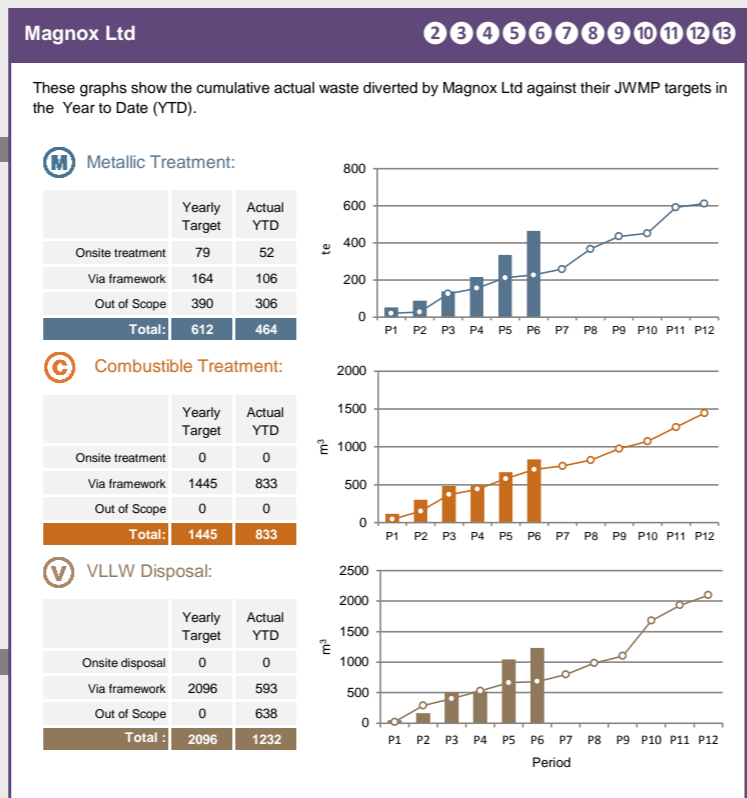 Magnox Ltd 2 3 4 5 6 7 8 9 10 11 12 13
These graphs show the cumulative actual waste diverted by Magnox Ltd against their JWMP targets in
the Year to Date (YTD).
M Metallic Treatment:
Yearly Target Actual YTD
Onsite treatment 79 52
Via framework 164 106
Out of Scope 390 306
Total: 612 464
800
600
400
200
0
te
P1 P2 P3 P4 P5 P6 P7 P8 P9 P10 P11 P12
C Combustible Treatment:
Yearly Target Actual YTD
Onsite treatment 0 0
Via framework 1445 833
Out of Scope 0 0
Total: 1445 833
2000
1500
1000
500
0
m³
P1 P2 P3 P4 P5 P6 P7 P8 P9 P10 P11 P12
V VLLW Disposal:
Yearly Target Actual YTD
Onsite disposal 0 0
Via framework 2096 593
Out of Scope 0 638
Total : 2096 1232
2500
2000
1500
1000
500
0
m³
P1 P2 P3 P4 P5 P6 P7 P8 P9 P10 P11 P12
Period